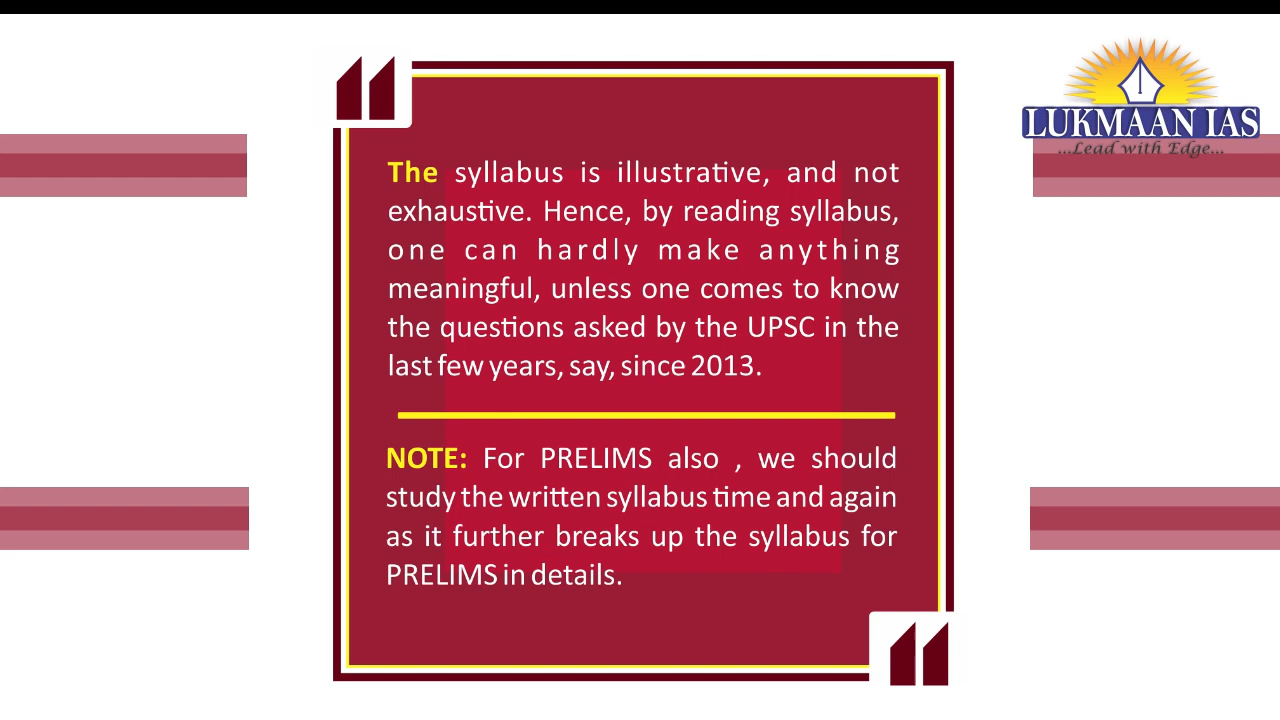 LUKMAAN IAS
...Lead with Edge...
The syllabus is illustrative, and not
exhaustive. Hence, by reading syllabus,
one can hardly make anything
meaningful, unless one comes to know
the questions asked by the UPSC in the
last few years, say, since 2013.
NOTE: For PRELIMS also , we should
study the written syllabus time and again
as it further breaks up the syllabus for
PRELIMS in details.